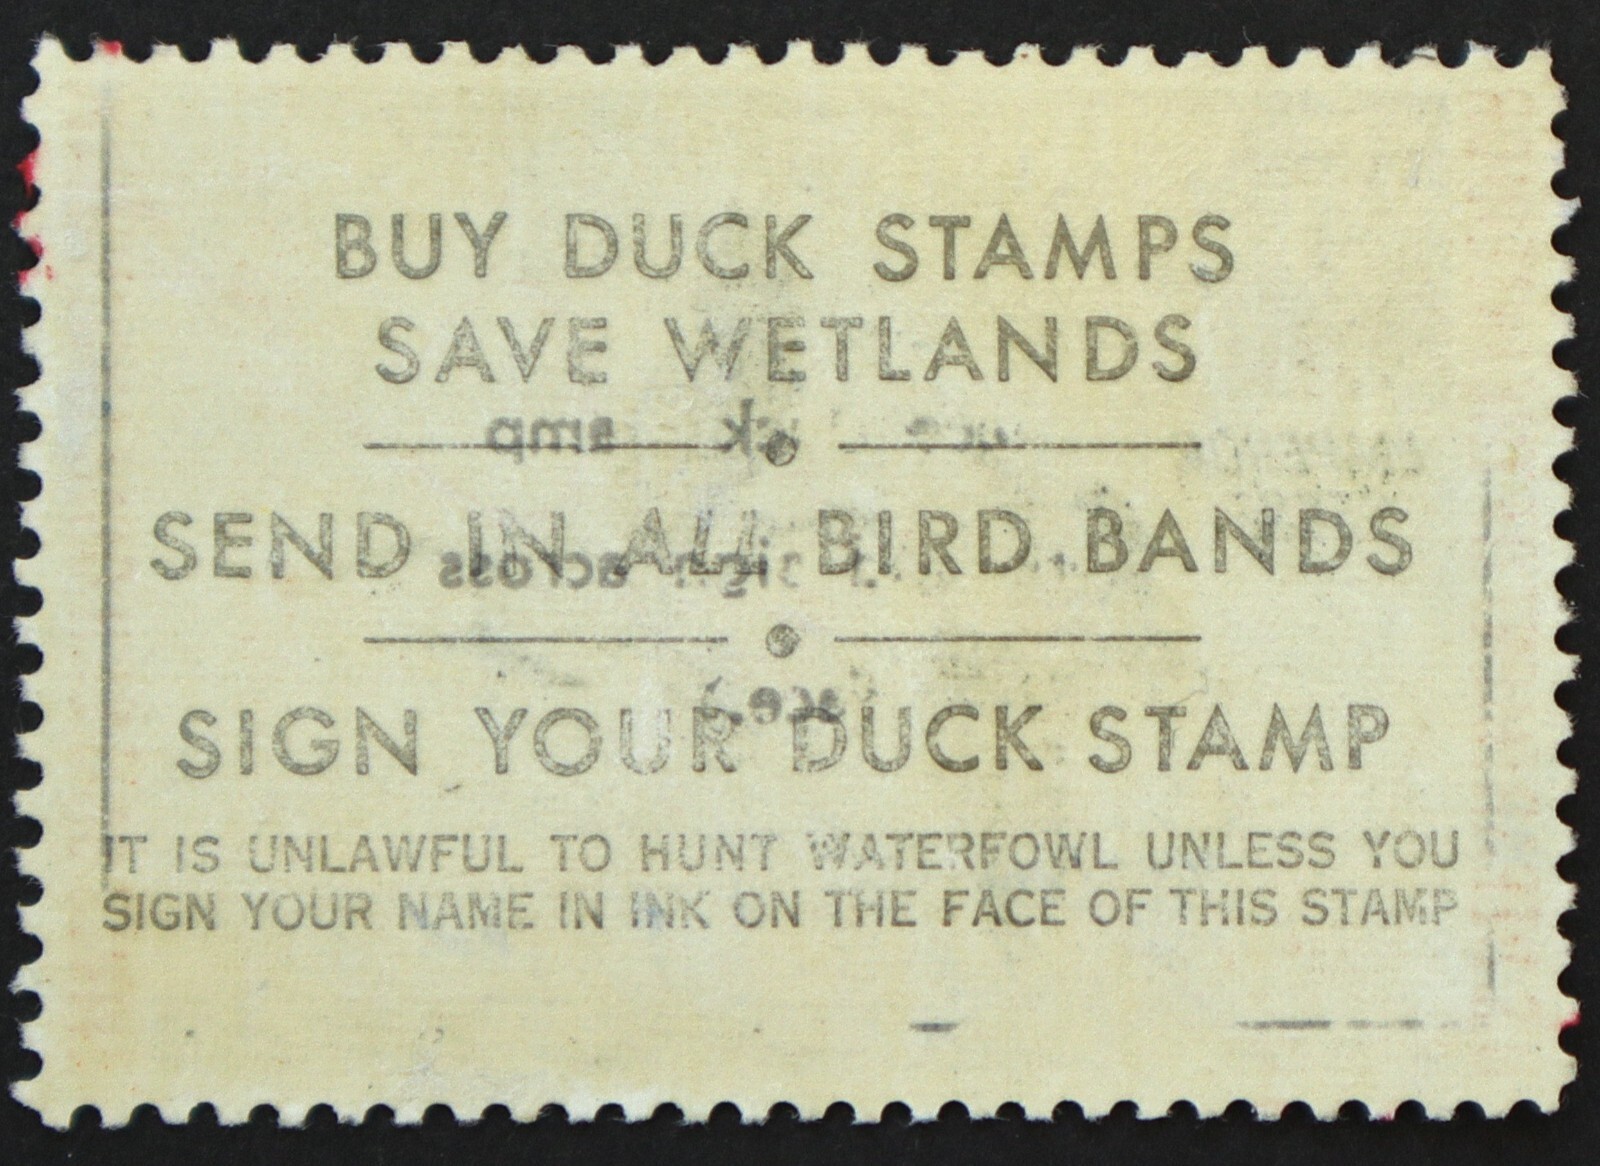 BUY DUCK STAMPS
SAVE WETLANDS
SEND IN ALL BIRD BANDS
SIGN YOUR DUCK STAMP
IT IS UNLAWFUL TO HUNT WATERFOWL UNLESS YOU
SIGN YOUR NAME IN INK ON THE FACE OF THIS STAMP
across